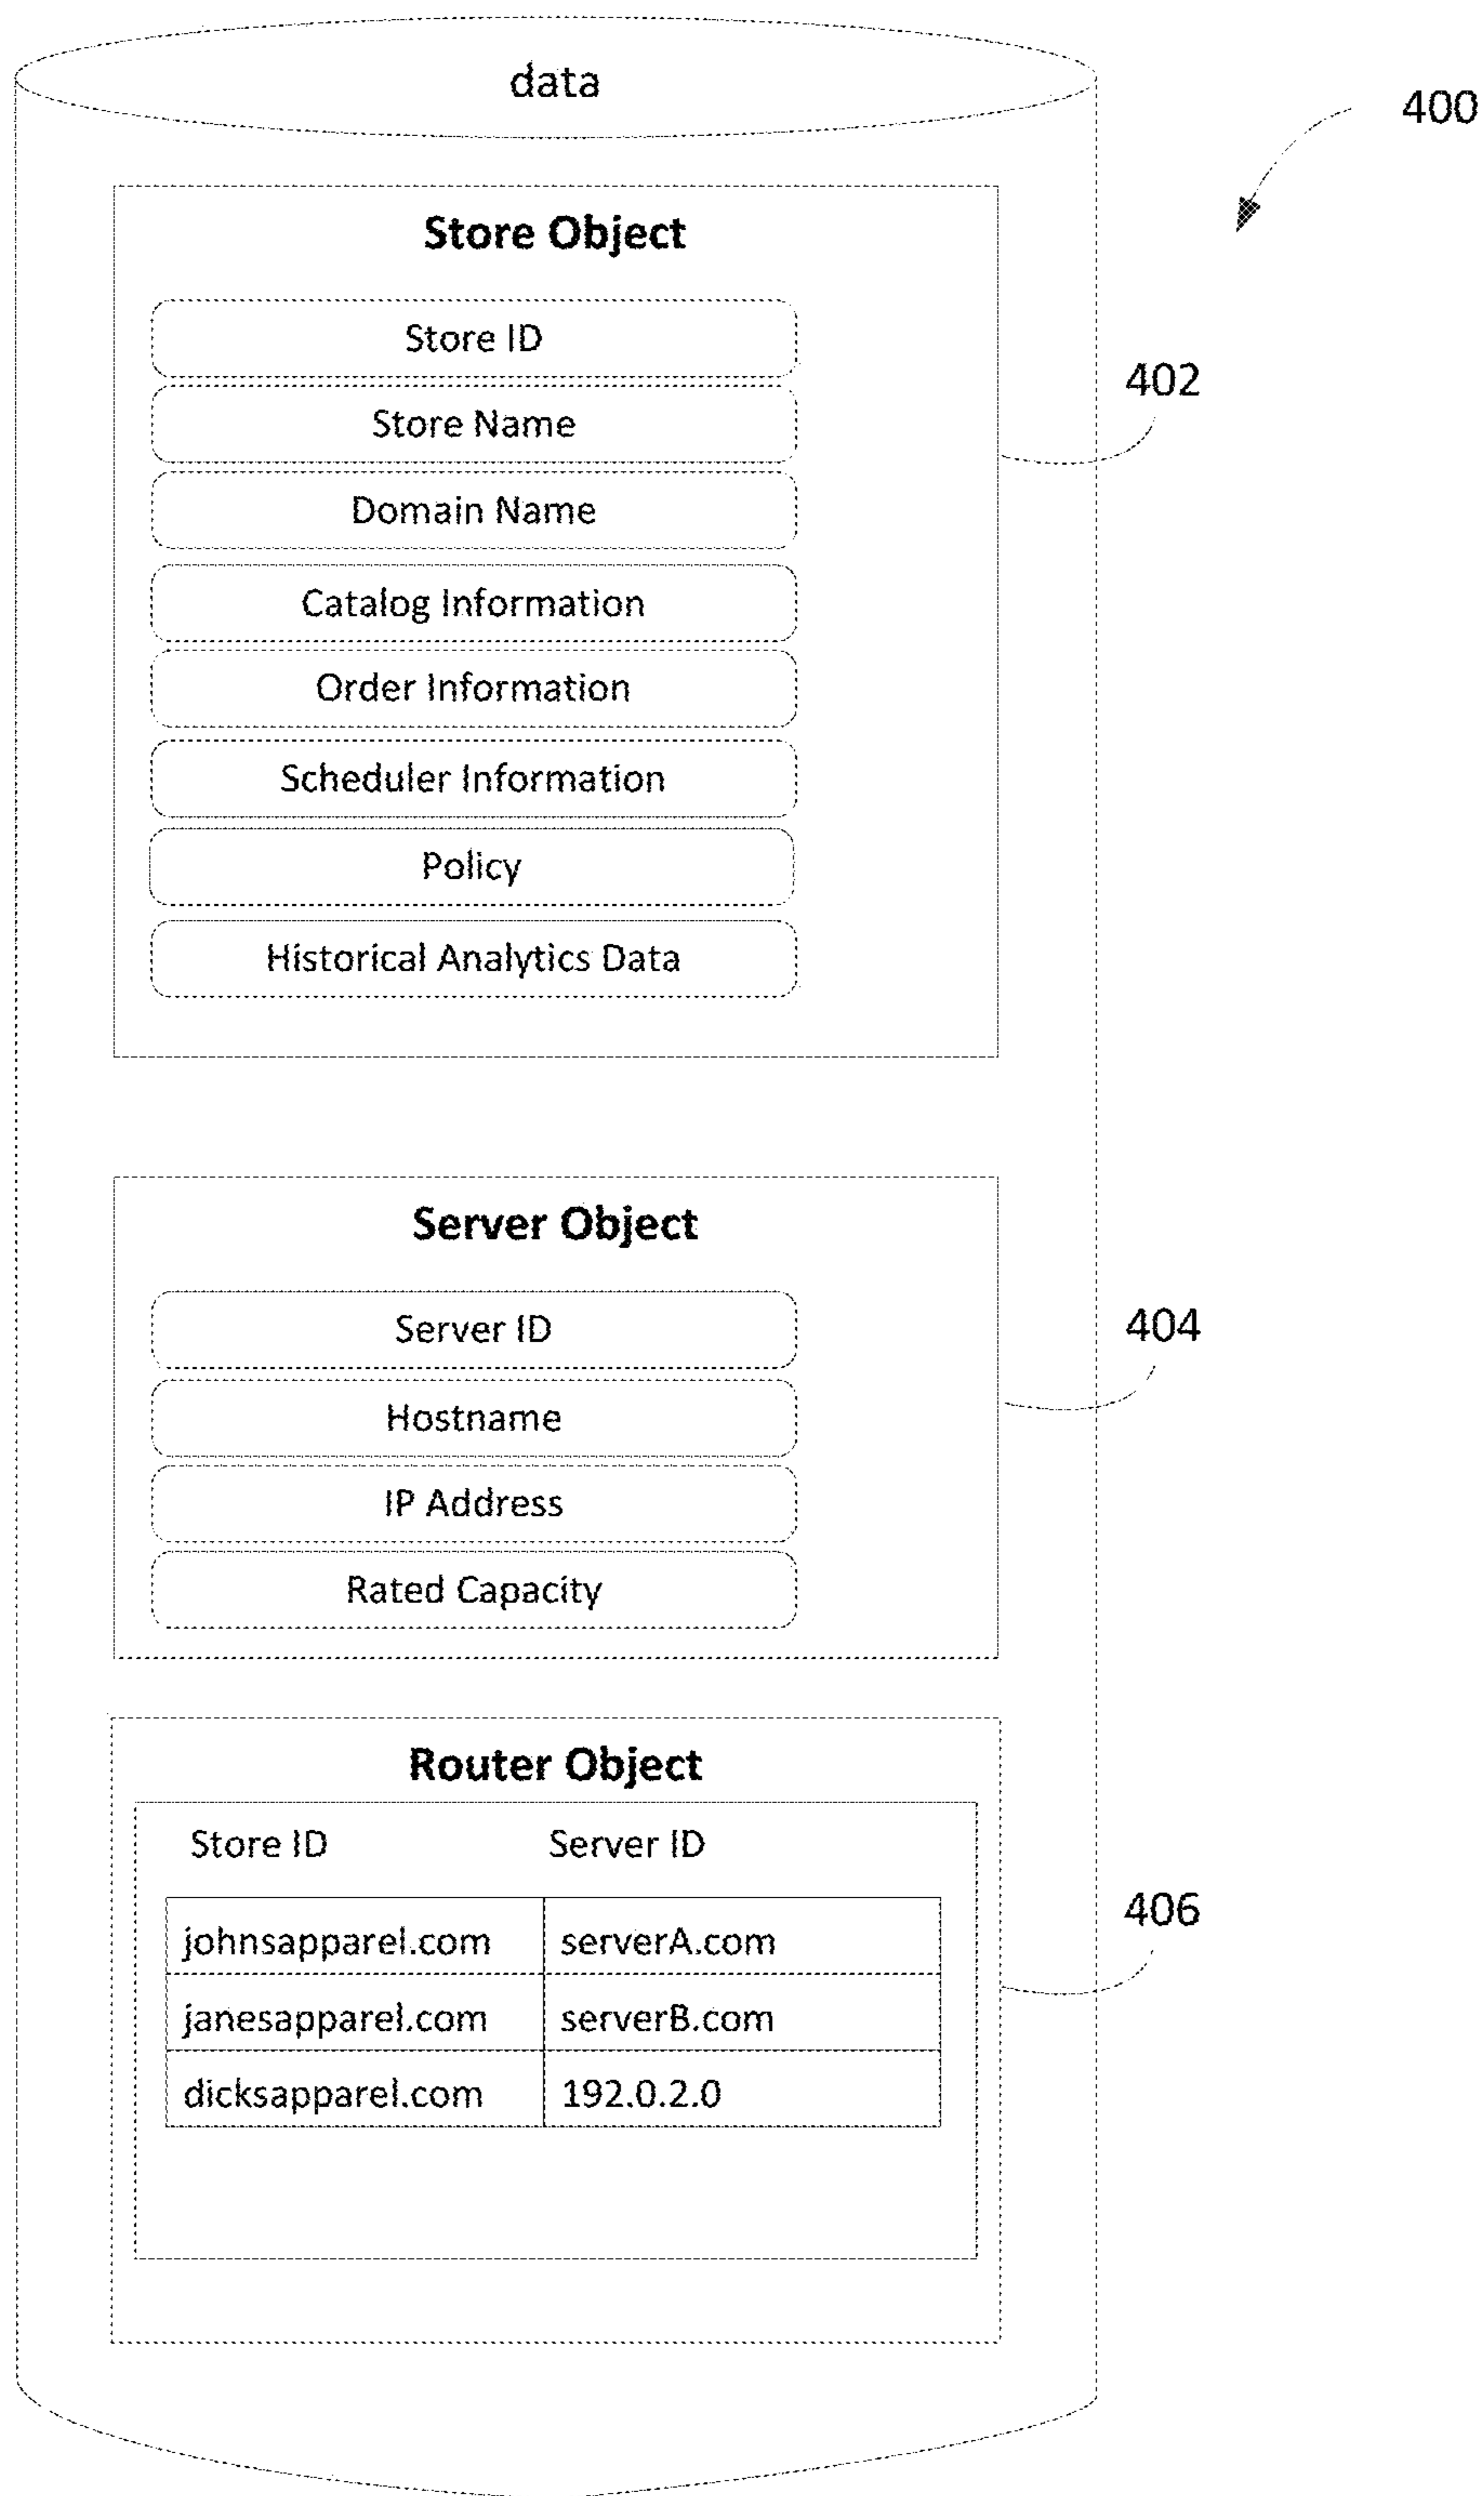 data
400
Store Object
Store ID
402
Store Name
Domain Name
Catalog Information
Order Information
Scheduler Information
Policy
Historical Analytics Data
Server Object
Server ID
404
Hostname
IP Address
Rated Capacity
Router Object
Store ID Server ID
406
johnsapparel.com serverA.com
janesapparel.com serverB.com
dicksapparel.com 192.0.2.0